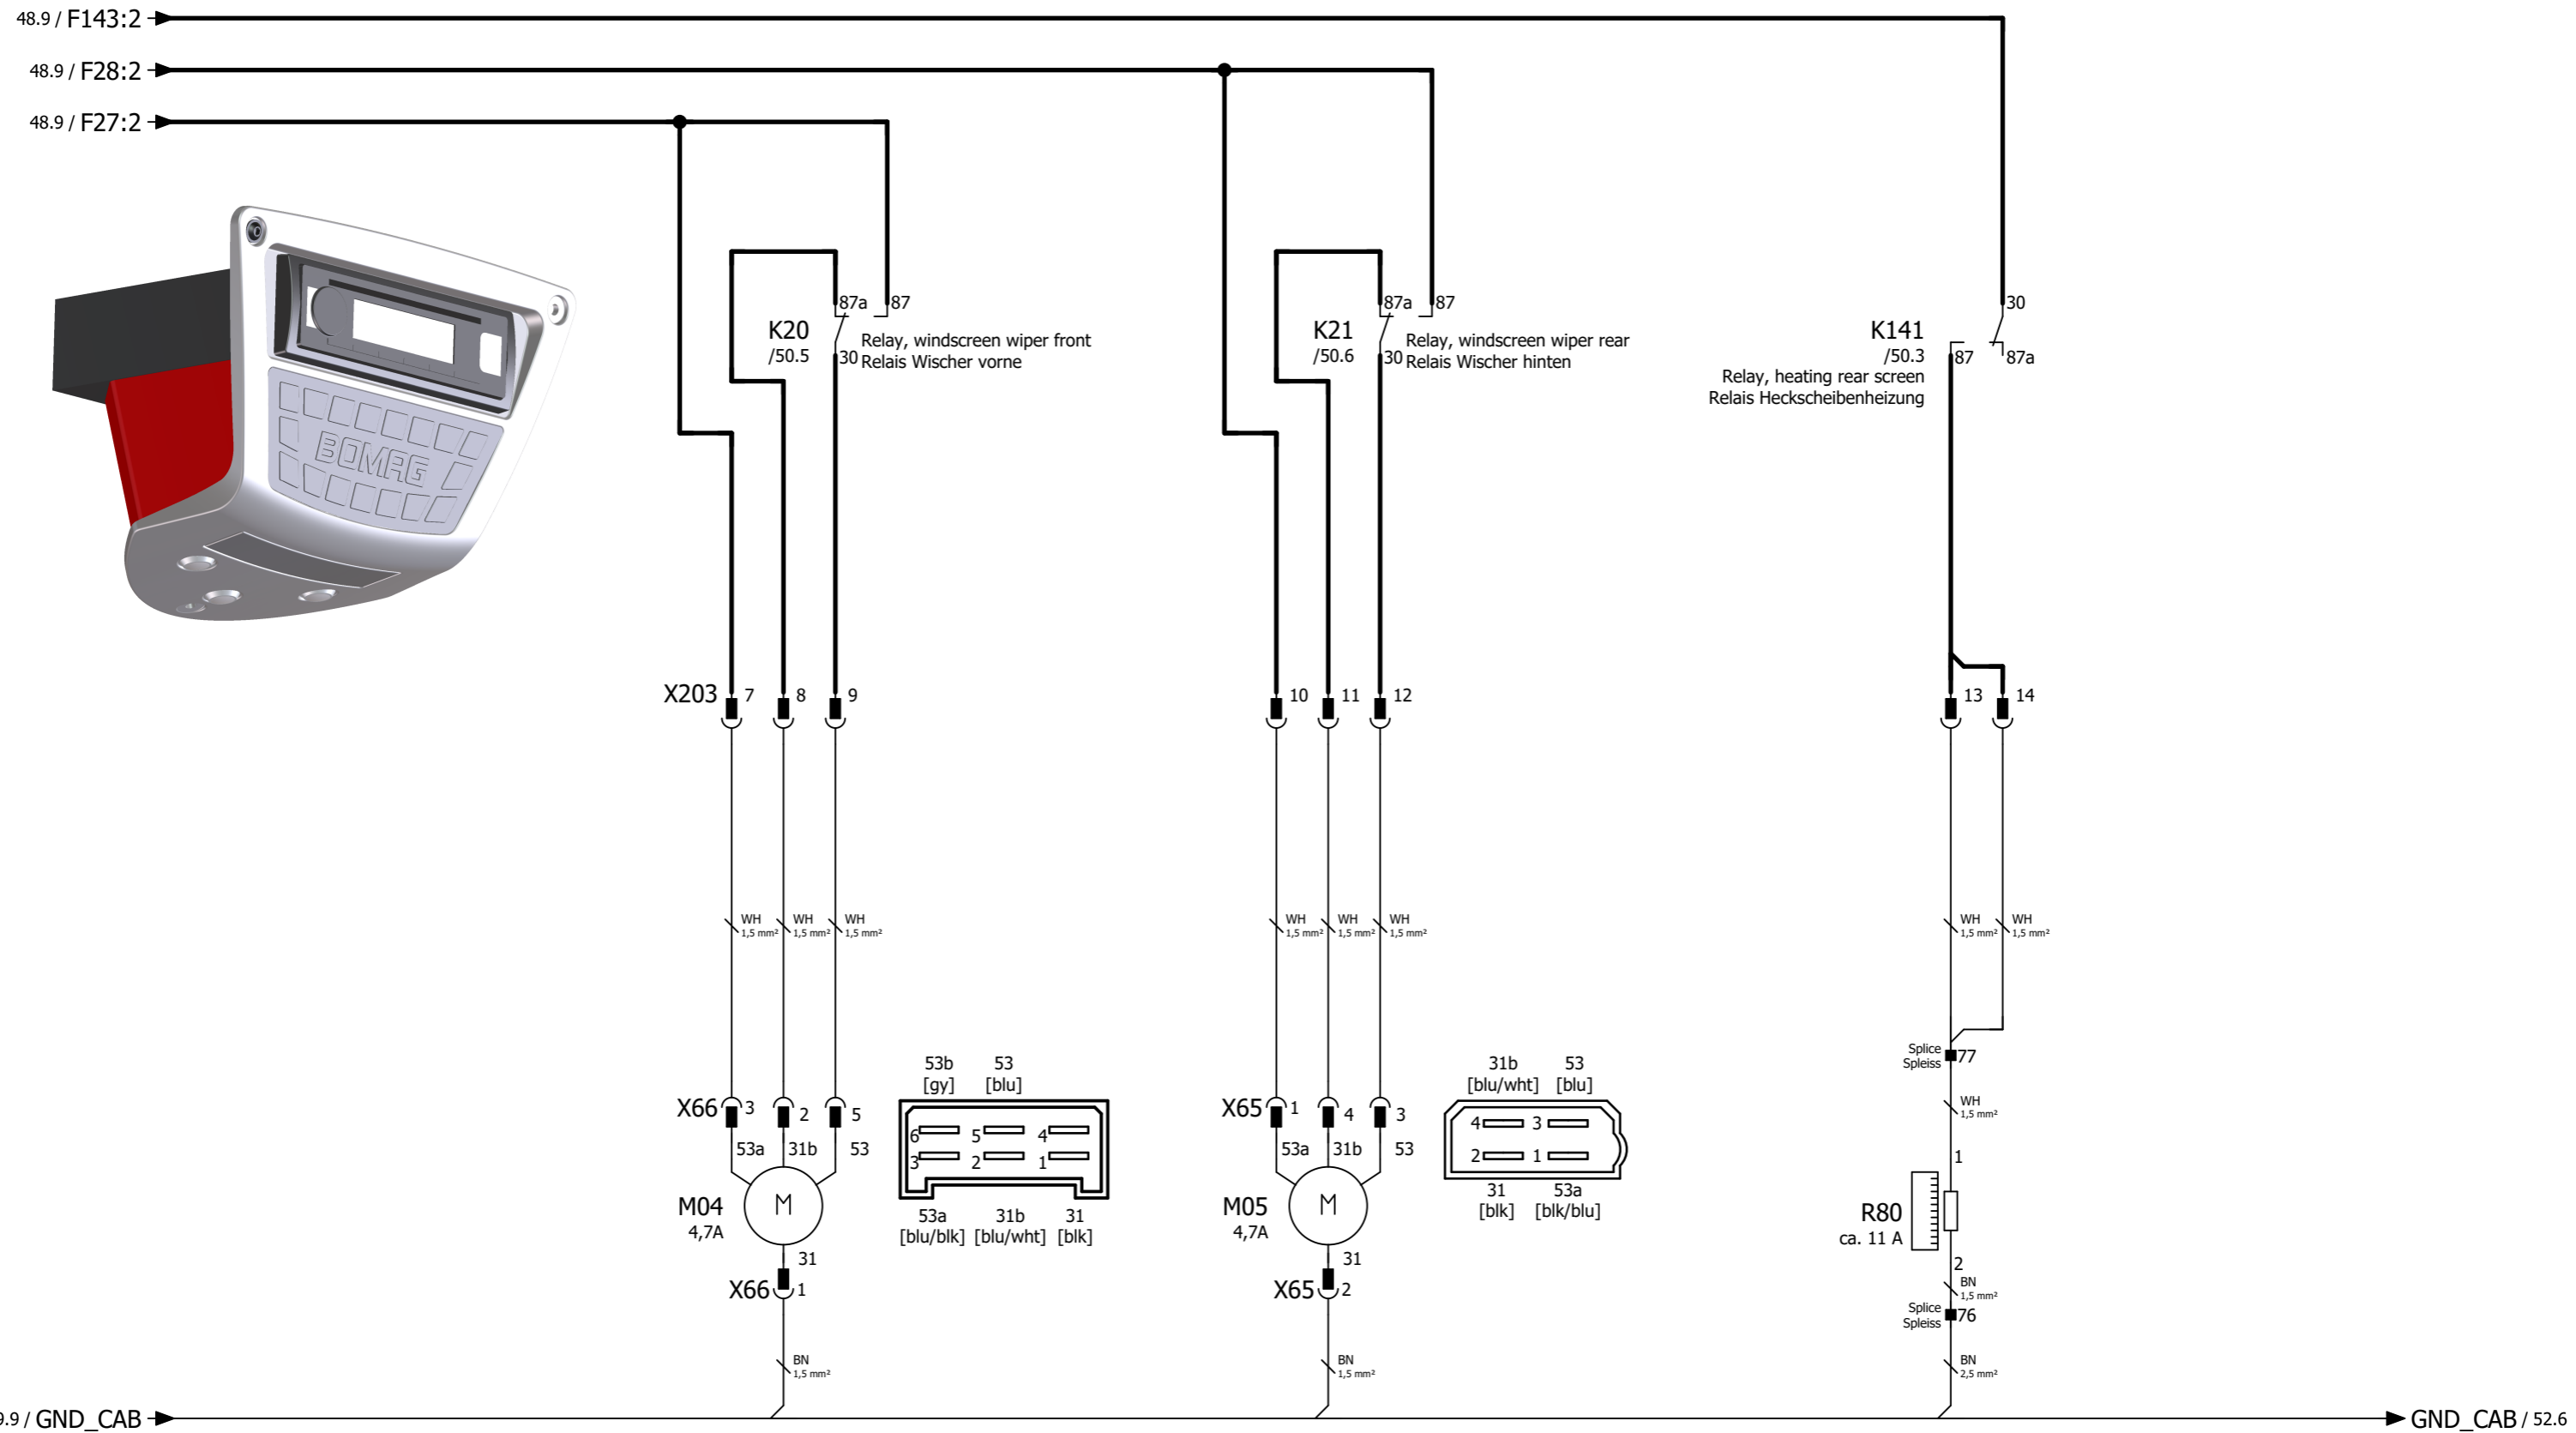 48.9 / F143:2
48.9 / F28:2
48.9 / F27:2
BOMAG
87a 87
K20
/50.5
30
Relay, windscreen wiper front
Relais Wischer vorne
87a 87
K21
/50.6
30
Relay, windscreen wiper rear
Relais Wischer hinten
30
K141
/50.3
87 87a
Relay, heating rear screen
Relais Heckscheibenheizung
X203 7 8 9 10 11 12 13 14
WH WH WH WH WH WH WH WH
1,5 mm² 1,5 mm² 1,5 mm² 1,5 mm² 1,5 mm² 1,5 mm² 1,5 mm² 1,5 mm²
X66 3 2 5
53a 31b 53
M
M04
4,7A
31
X66 1
BN
1,5 mm²
53b 53
[gy] [blu]
6 5 4
3 2 1
53a 31b 31
[blu/blk] [blu/wht] [blk]
X65 1 4 3
53a 31b 53
M
M05
4,7A
31
X65 2
BN
1,5 mm²
31b 53
[blu/wht] [blu]
4 3
2 1
31 53a
[blk] [blk/blu]
Splice
Spleiss
77
WH
1,5 mm²
1
R80
ca. 11 A
2
BN
1,5 mm²
Splice
Spleiss
76
BN
2,5 mm²
9.9 / GND_CAB
GND_CAB / 52.6